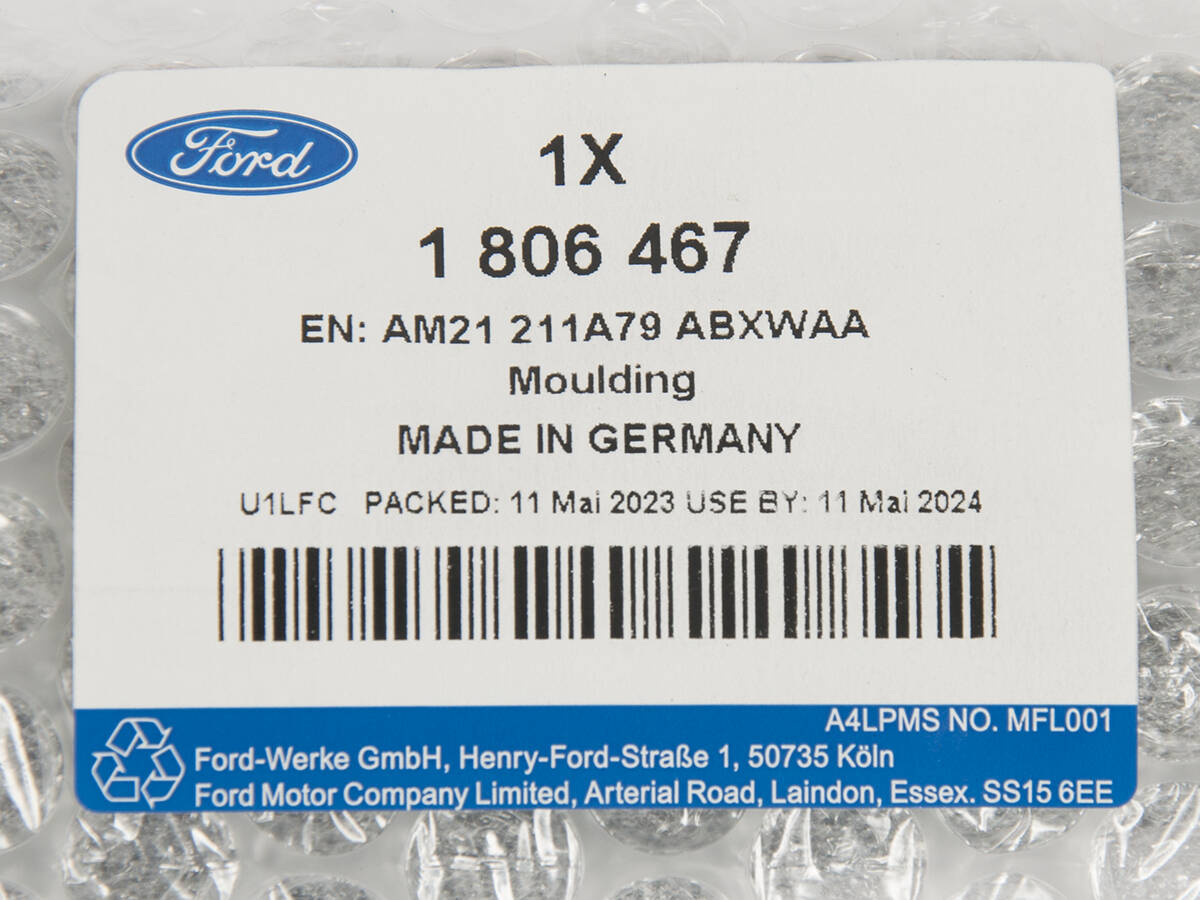 Ford
1X
1 806 467
EN: AM21 211A79 ABXWAA
Moulding
MADE IN GERMANY
U1LFC PACKED: 11 Mai 2023 USE BY: 11 Mai 2024
A4LPMS NO. MFL001
Ford-Werke GmbH, Henry-Ford-Straße 1, 50735 Köln
Ford Motor Company Limited, Arterial Road, Laindon, Essex. SS15 6EE